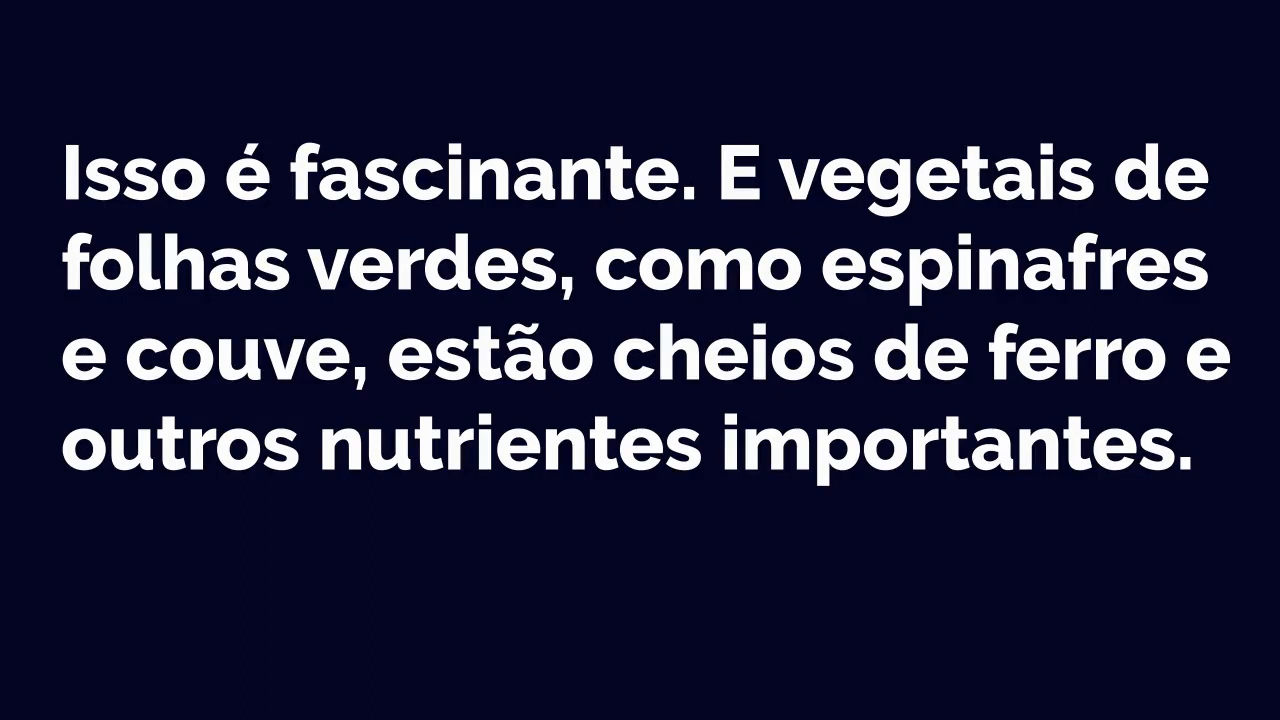 Isso é fascinante. E vegetais de
folhas verdes, como espinafres
e couve, estão cheios de ferro e
outros nutrientes importantes.